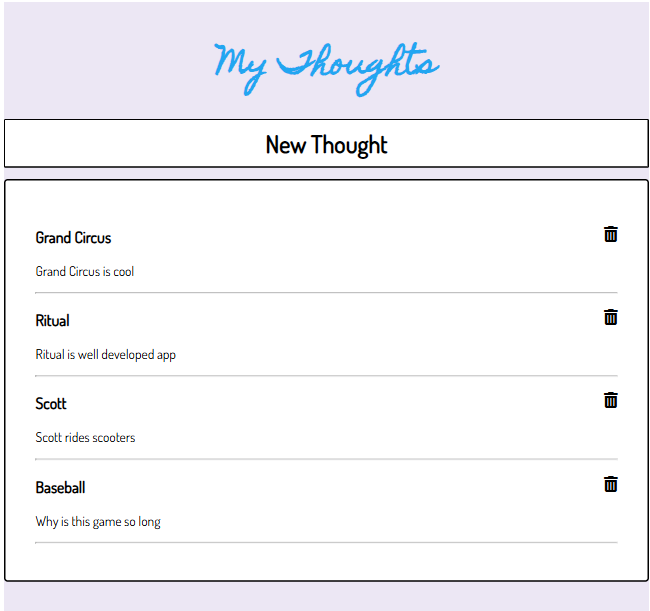 My Thoughts
New Thought
Grand Circus
Grand Circus is cool
Ritual
Ritual is well developed app
Scott
Scott rides scooters
Baseball
Why is this game so long